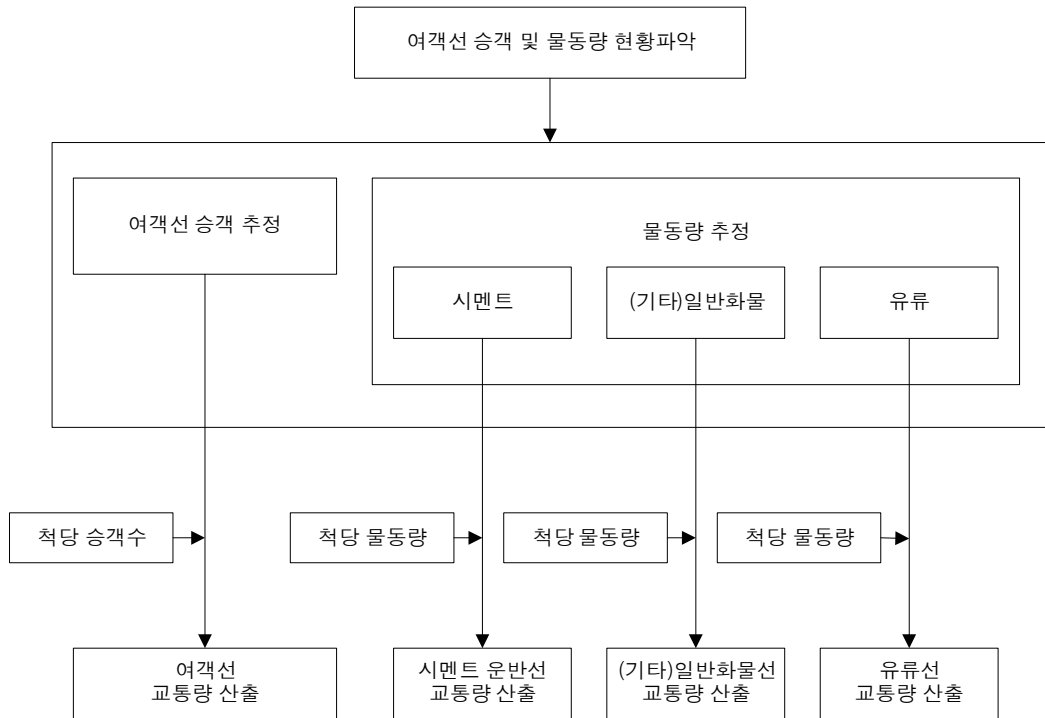 여객선 승객 및 물동량 현황파악
여객선 승객 추정
물동량 추정
시멘트
(기타)일반화물
유류
척당 승객수
척당 물동량
척당 물동량
척당 물동량
여객선
교통량 산출
시멘트 운반선
교통량 산출
(기타)일반화물선
교통량 산출
유류선
교통량 산출